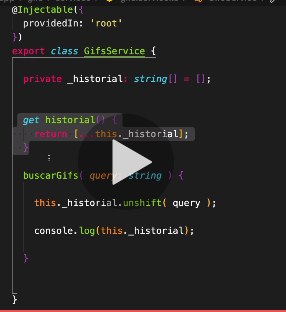 @Injectable({
providedIn: 'root'
})
export class GifsService {
private _historial: string[] = [];
get historial() {
return [...this._historial];
}
buscarGifs( query: string ) {
this._historial.unshift( query );
console.log(this._historial);
}
}